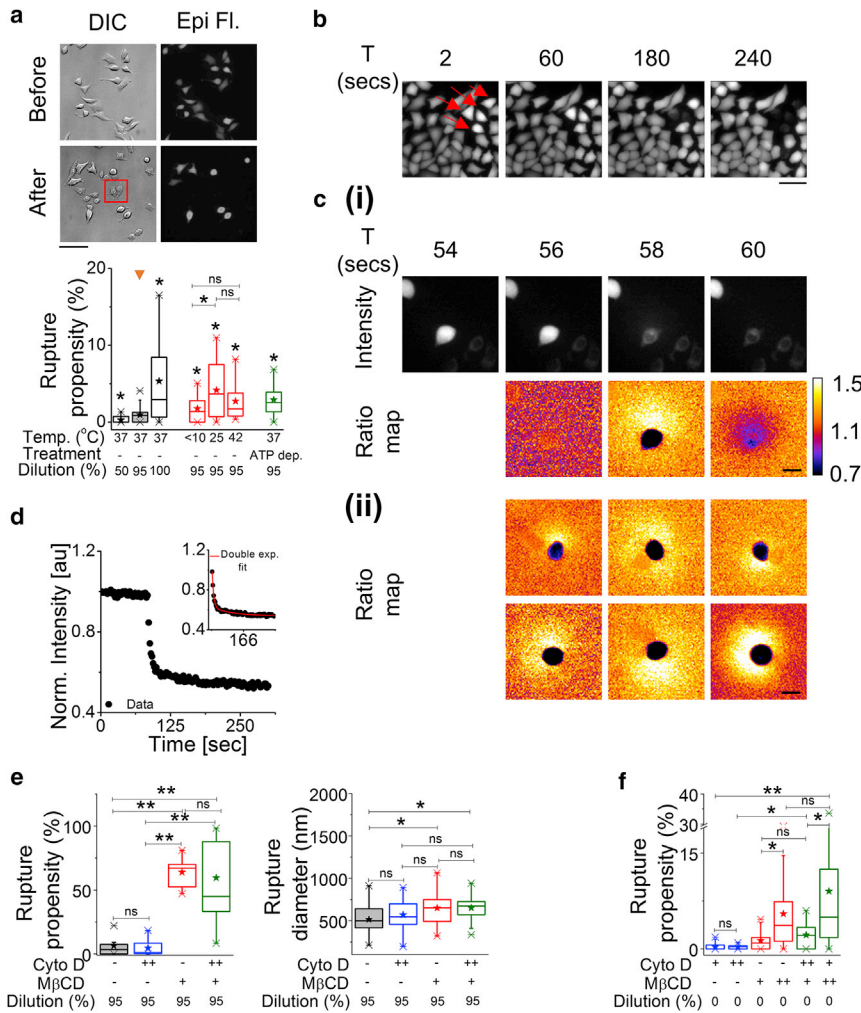 a
DIC Epi Fl.
Before
After
Rupture propensity (%)
20
10
0
* * * * * * *
ns
* ns
Temp. (°C) 37 37 37 <10 25 42 37
Treatment - - - - - - ATP dep.
Dilution (%) 50 95 100 95 95 95 95
b
T (secs) 2 60 180 240
c (i)
T (secs) 54 56 58 60
Intensity
Ratio map
1.5
1.1
0.7
(ii)
Ratio map
d
Norm. Intensity [au]
1.2
0.8
0.4
Data
0 125 250
Time [sec]
1.2
0.8
0.4
Double exp. fit
166
e
Rupture propensity (%)
100
50
0
**
** ns
**
**
ns
Cyto D - ++ - ++
MβCD - - + +
Dilution (%) 95 95 95 95
Rupture diameter (nm)
2000
1500
1000
500
*
* ns
ns ns ns
- ++ - ++
- - + +
95 95 95 95
f
Rupture propensity (%)
40
30
15
0
**
ns
*
ns *
*
ns
Cyto D + ++ - - ++ ++
MβCD - - + ++ + ++
Dilution (%) 0 0 0 0 0 0